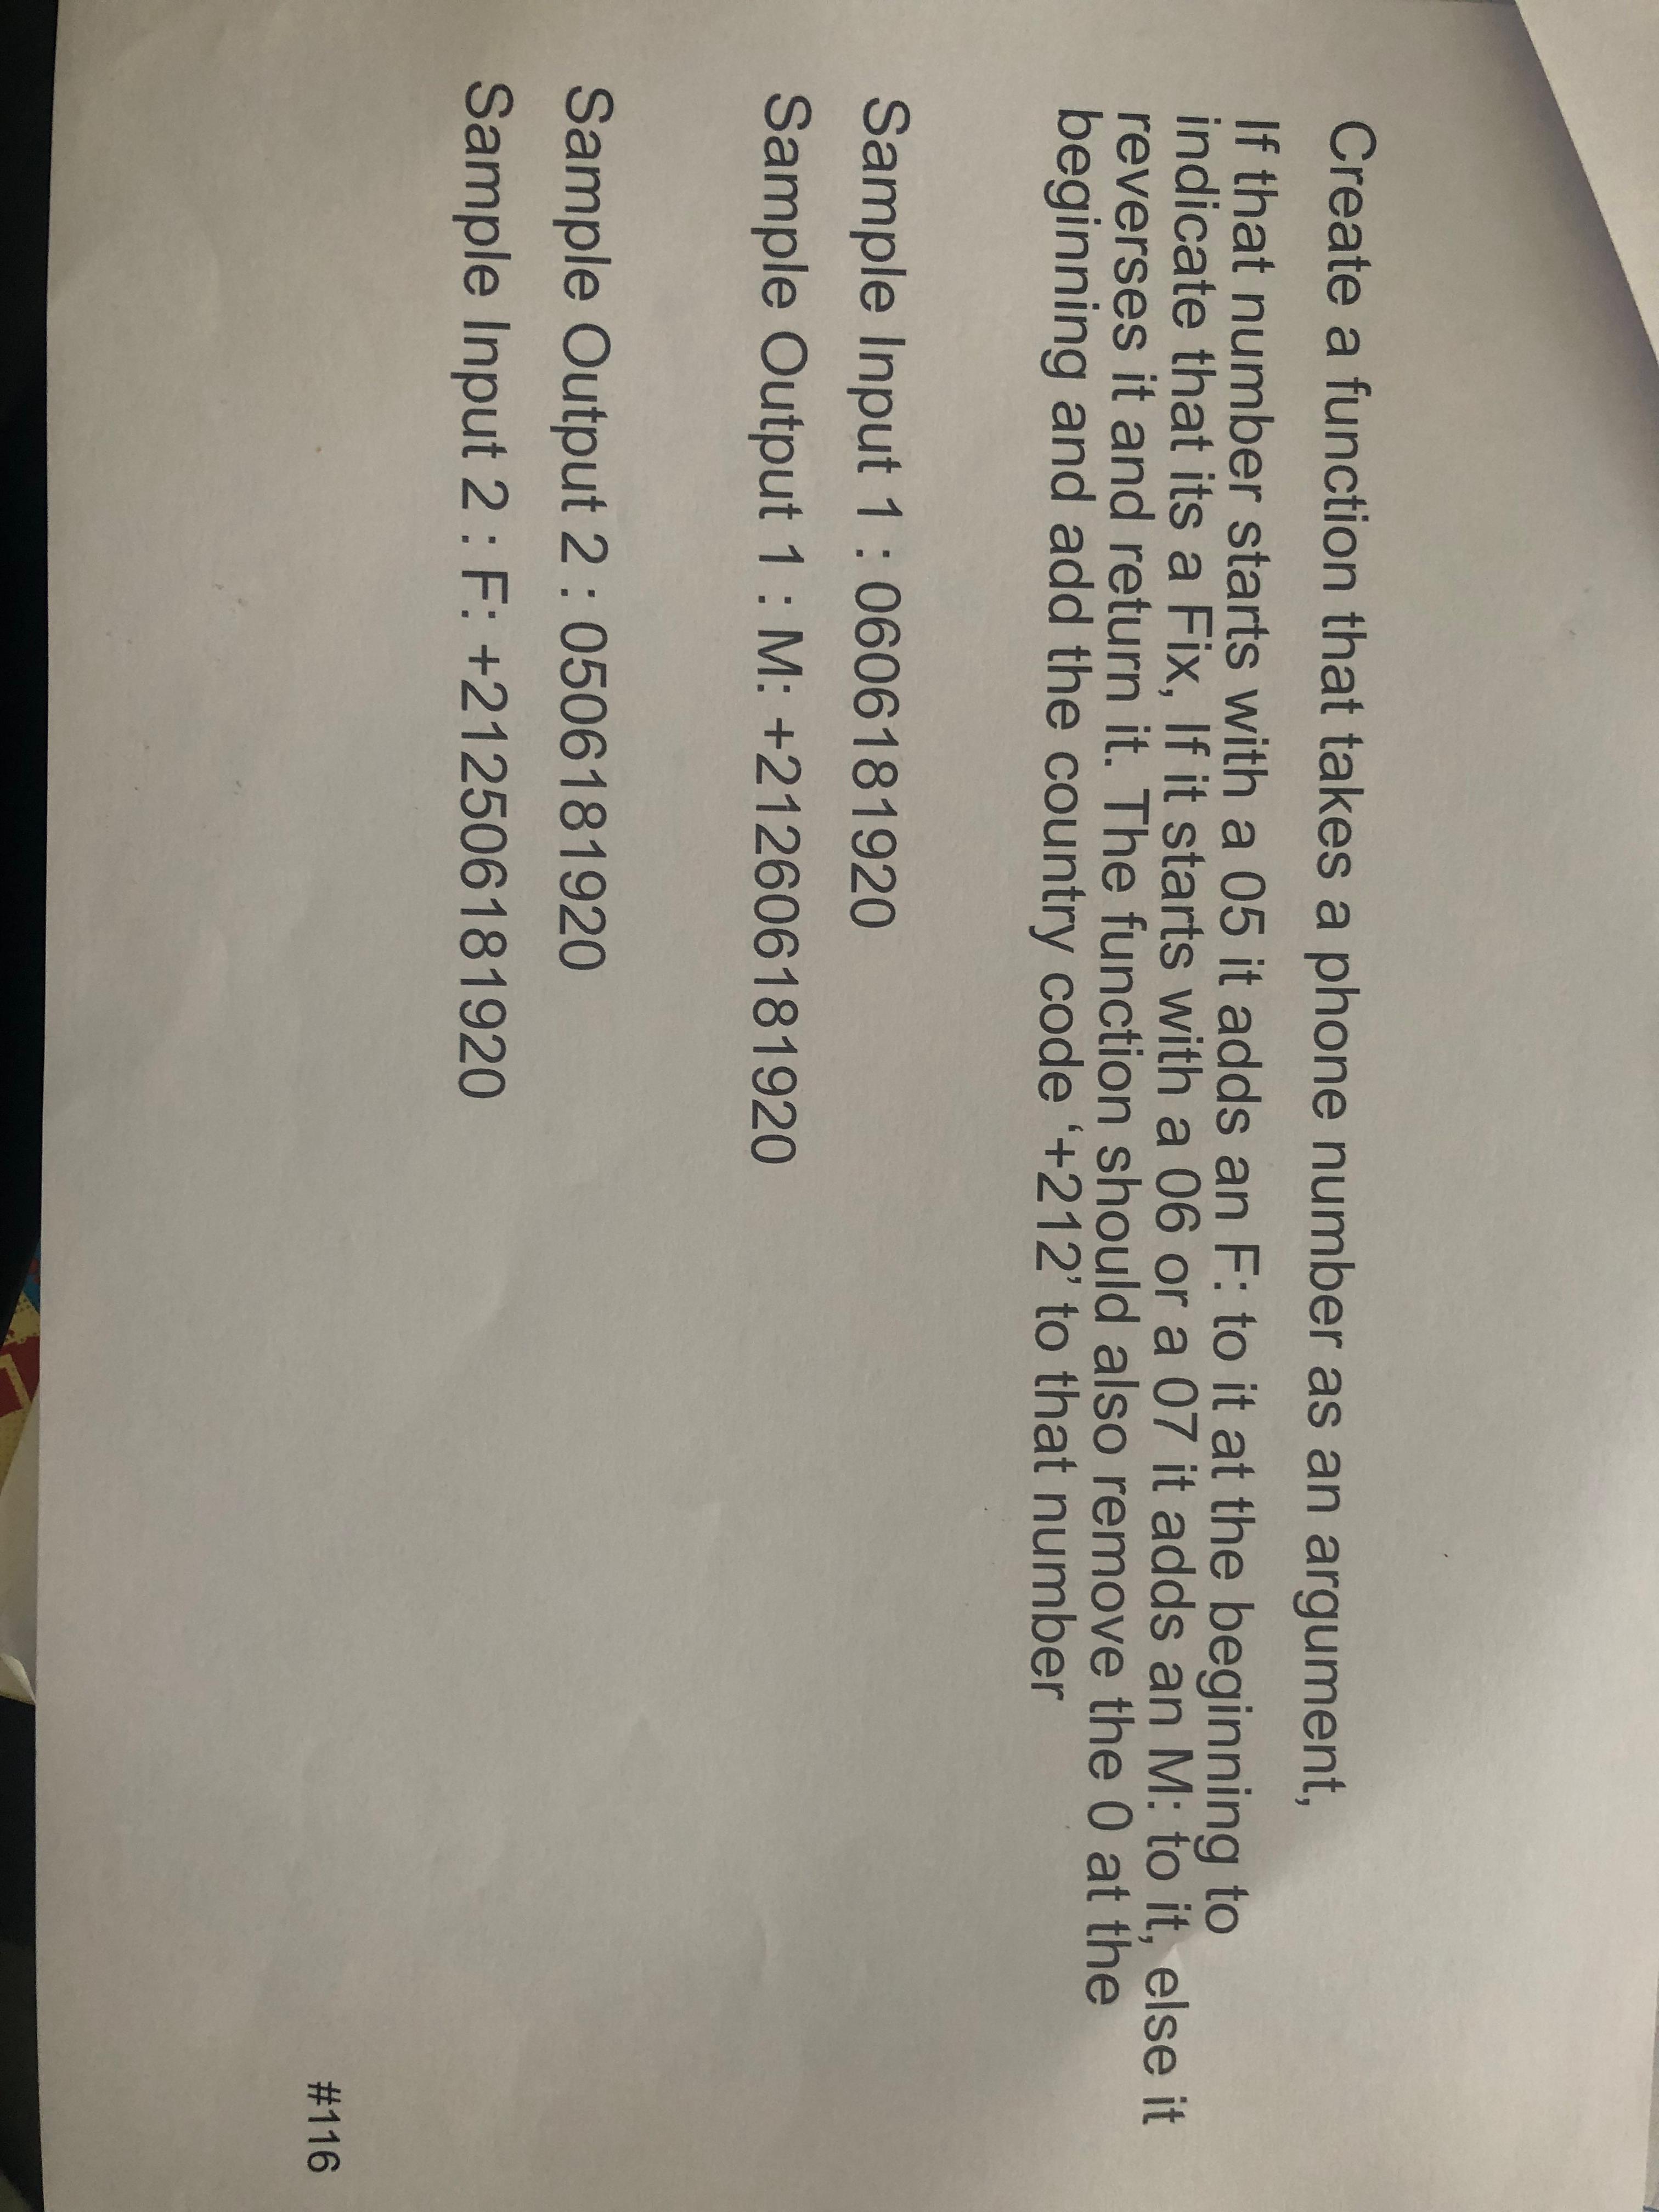 Create a function that takes a phone number as an argument,
If that number starts with a 05 it adds an F: to it at the beginning to
indicate that its a Fix, If it starts with a 06 or a 07 it adds an M: to it, else it
reverses it and return it. The function should also remove the 0 at the
beginning and add the country code ‘+212’ to that number
Sample Input 1 : 0606181920
Sample Output 1 : M: +212606181920
Sample Output 2 : 0506181920
Sample Input 2 : F: +212506181920
#116